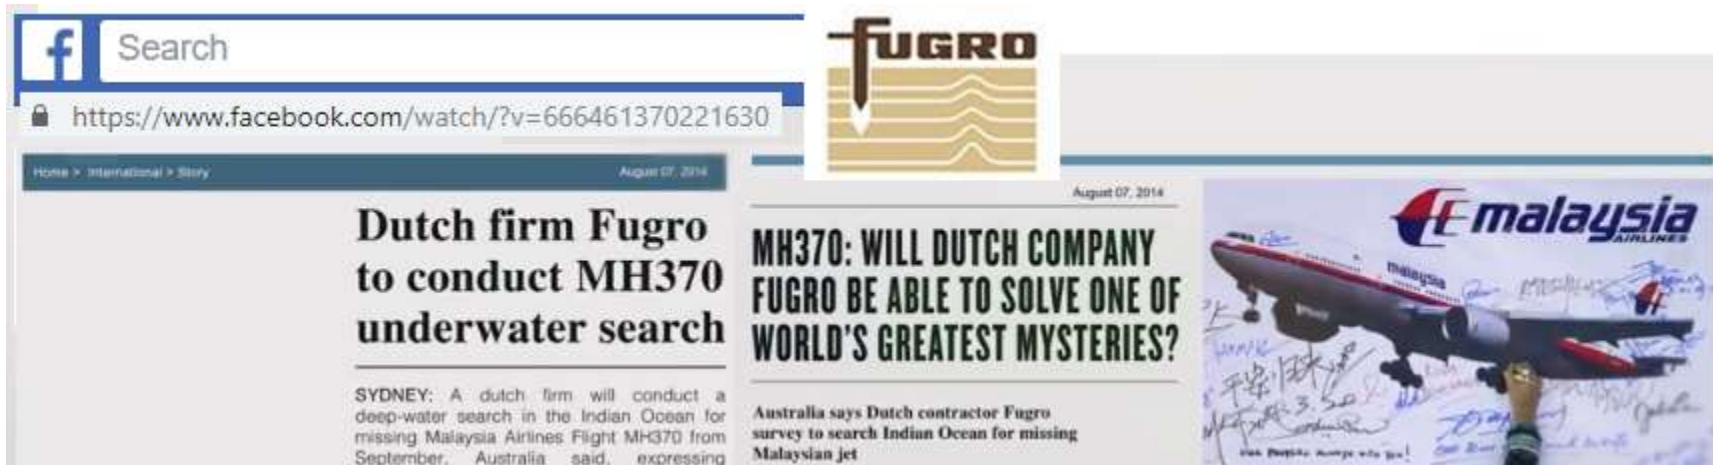 f Search
FUGRO
https://www.facebook.com/watch/?v=666461370221630
Home > International > Story
August 07, 2014
Dutch firm Fugro
to conduct MH370
underwater search
SYDNEY: A dutch firm will conduct a
deep-water search in the Indian Ocean for
missing Malaysia Airlines Flight MH370 from
September, Australia said, expressing
August 07, 2014
MH370: WILL DUTCH COMPANY
FUGRO BE ABLE TO SOLVE ONE OF
WORLD'S GREATEST MYSTERIES?
Australia says Dutch contractor Fugro
survey to search Indian Ocean for missing
Malaysian jet
malaysia
AIRLINES
malaysia